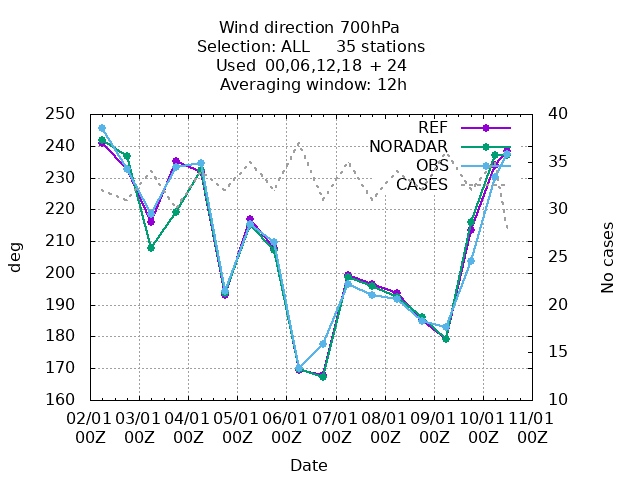 Wind direction 700hPa
Selection: ALL 35 stations
Used 00,06,12,18 + 24
Averaging window: 12h
250 40
REF
240 NORADAR 35
OBS
230 CASES
220 30
210
deg 200 25 No cases
190 20
180
170 15
160 10
02/01 03/01 04/01 05/01 06/01 07/01 08/01 09/01 10/01 11/01
00Z 00Z 00Z 00Z 00Z 00Z 00Z 00Z 00Z 00Z
Date